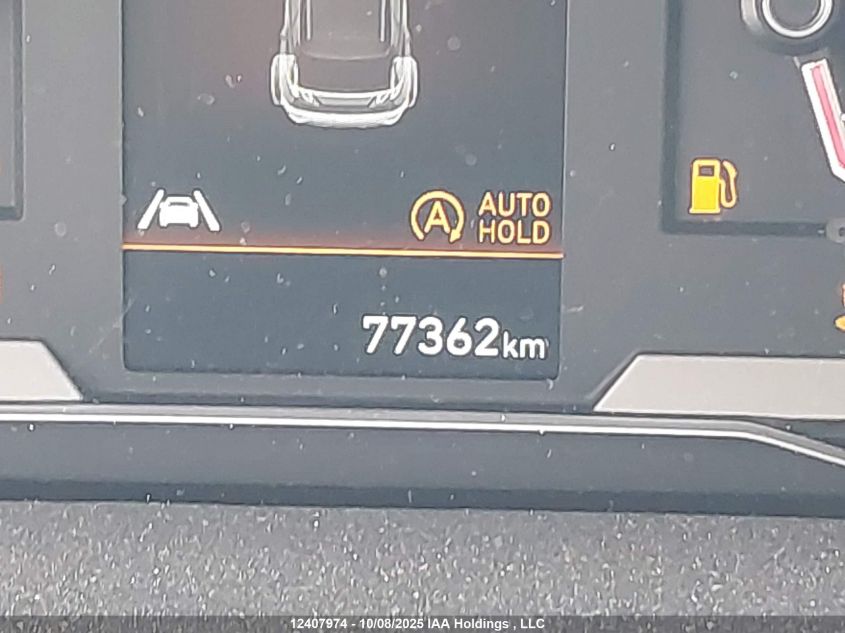 A
AUTO
HOLD
77362km
12407974 - 10/08/2025 IAA Holdings , LLC